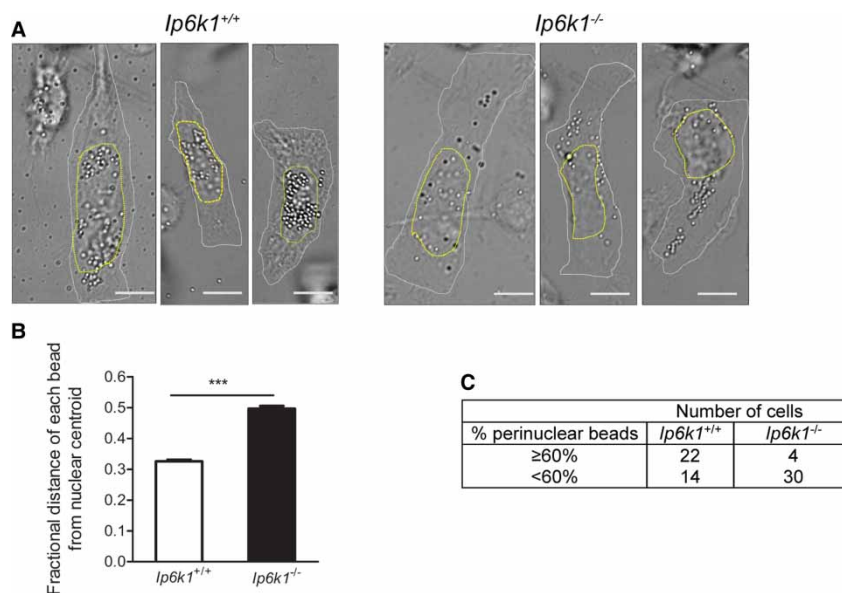 A
Ip6k1+/+
Ip6k1-/-
B
Fractional distance of each bead
from nuclear centroid
0.6
0.5
0.4
0.3
0.2
0.1
0.0
***
Ip6k1+/+
Ip6k1-/-
C
Number of cells
% perinuclear beads Ip6k1+/+ Ip6k1-/-
≥60% 22 4
<60% 14 30